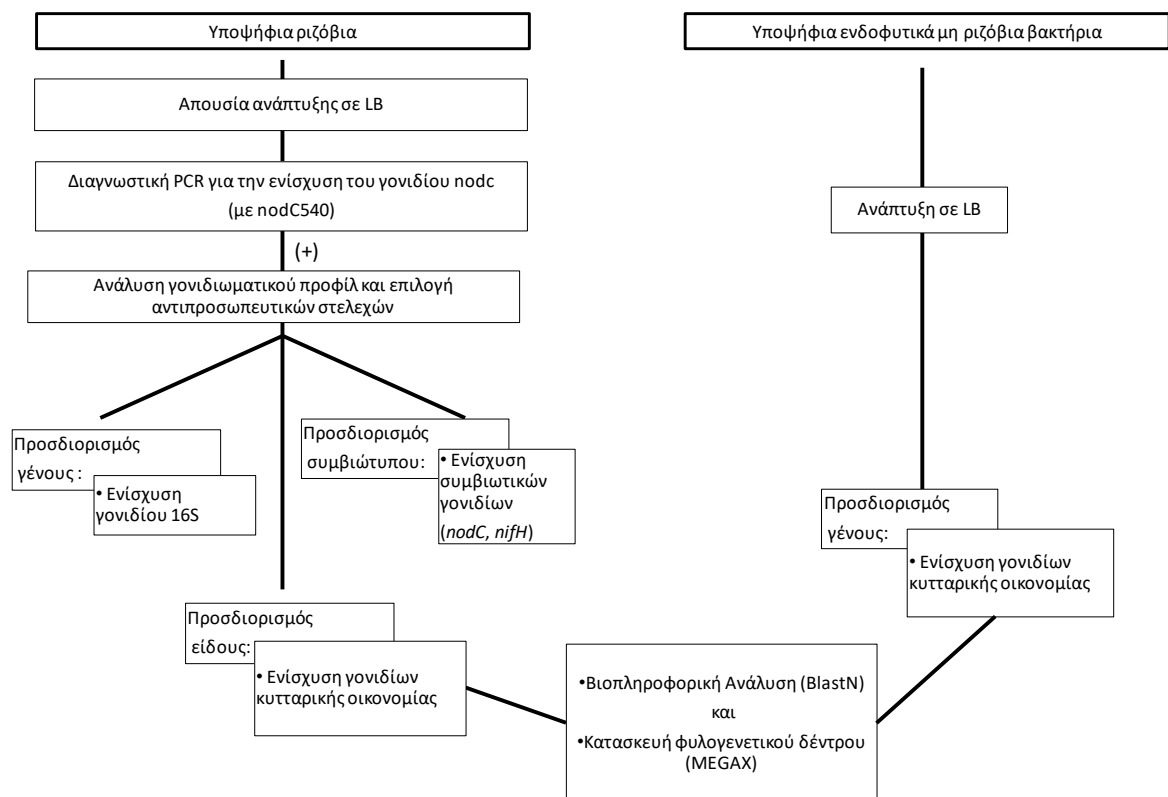 Υποψήφια ριζόβια
Απουσία ανάπτυξης σε LB
Διαγνωστική PCR για την ενίσχυση του γονιδίου nodc
(με nodC540)
(+)
Ανάλυση γονιδιωματικού προφίλ και επιλογή
αντιπροσωπευτικών στελεχών
Προσδιορισμός
γένους :
• Ενίσχυση
γονιδίου 16S
Προσδιορισμός
συμβιώτυπου:
• Ενίσχυση
συμβιωτικών
γονιδίων
(nodC, nifH)
Προσδιορισμός
είδους:
• Ενίσχυση γονιδίων
κυτταρικής οικονομίας
Υποψήφια ενδοφυτικά μη ριζόβια βακτήρια
Ανάπτυξη σε LB
Προσδιορισμός
γένους:
• Ενίσχυση γονιδίων
κυτταρικής οικονομίας
•Βιοπληροφορική Ανάλυση (BlastN)
και
•Κατασκευή φυλογενετικού δέντρου
(MEGAX)